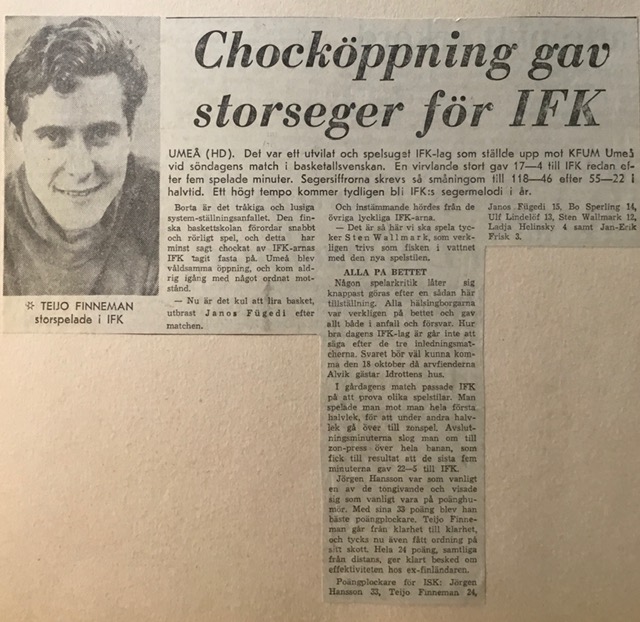 Chocköppning gav
storseger för IFK
UMEÅ (HD). Det var ett utvilat och spelsuget IFK-lag som ställde upp mot KFUM Umeå
vid söndagens match i basketallsvenskan. En virvlande start gav 17—4 till IFK redan ef-
ter fem spelade minuter. Segersiffrorna skrevs så småningom till 118—46 efter 55—22 i
halvtid. Ett högt tempo kommer tydligen bli IFK:s segermelodi i år.
Borta är det tråkiga och lusiga
system-ställningsanfallet. Den fin-
ska basketskolan förordar snabbt
och rörligt spel, och detta har
minst sagt chockat av IFK-arnas
IFK tagit fasta på. Umeå blev
våldsamma öppning, och kom ald-
rig igång med något ordnat mot-
stånd.
— Nu är det kul att lira basket,
utbrast Janos Fügedi efter
matchen.
Och instämmande hördes från de
övriga lyckliga IFK-arna.
— Det är så här vi ska spela tyc-
ker Sten Wallmark, som verk-
ligen trivs som fisken i vattnet
med den nya spelstilen.
ALLA PÅ BETTET
Någon spelarkritik låter sig
knappast göras efter en sådan här
tillställning. Alla hälsingborgarna
var verkligen på bettet och gav
allt både i anfall och försvar. Hur
bra dagens IFK-lag är går inte att
säga efter de tre inledningsmat-
cherna. Svaret bör väl kunna kom-
ma den 18 oktober då arvfienderna
Alvik gästar Idrottens hus.
I gårdagens match passade IFK
på att prova olika spelstilar. Man
spelade man mot man hela första
halvlek, för att under andra halv-
lek gå över till zonspel. Avslut-
ningsminuterna slog man om till
zon-press över hela banan, som
fick till resultat att de sista fem
minuterna gav 22—5 till IFK.
Jörgen Hansson var som vanligt
en av de tongivande och visade
sig som vanligt vara på poänghu-
mör. Med sina 33 poäng blev han
bäste poängplockare. Teijo Finne-
man går från klarhet till klarhet,
och tycks nu även fått ordning på
sitt skott. Hela 24 poäng, samtliga
från distans, ger klart besked om
effektiviteten hos ex-finländaren.
Poängplockare för ISK: Jörgen
Hansson 33, Teijo Finneman 24,
Janos Fügedi 15, Bo Sperling 14,
Ulf Lindelöf 13, Sten Wallmark 12,
Ladja Helinsky 4 samt Jan-Erik
Frisk 3.
☼ TEIJO FINNEMAN
storspelade i IFK